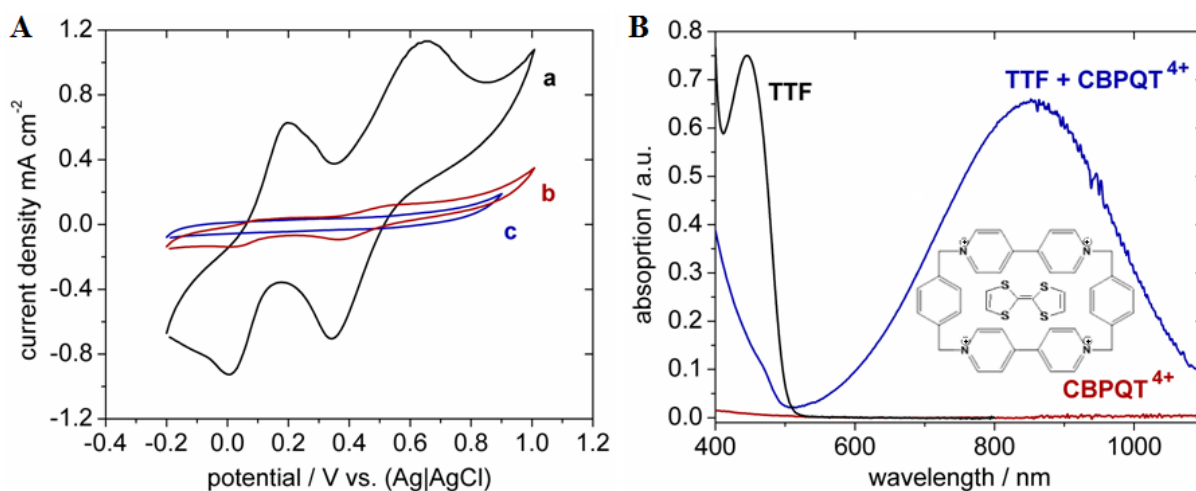 A
current density mA cm-2
1.2
0.8
0.4
0.0
-0.4
-0.8
-1.2
a
b
c
-0.4 -0.2 0.0 0.2 0.4 0.6 0.8 1.0 1.2
potential / V vs. (Ag|AgCl)
B
absoprtion / a.u.
0.8
0.7
0.6
0.5
0.4
0.3
0.2
0.1
0.0
TTF
TTF + CBPQT4+
N+ N+
S S
S S
N+ N+
CBPQT4+
400 600 800 1000
wavelength / nm